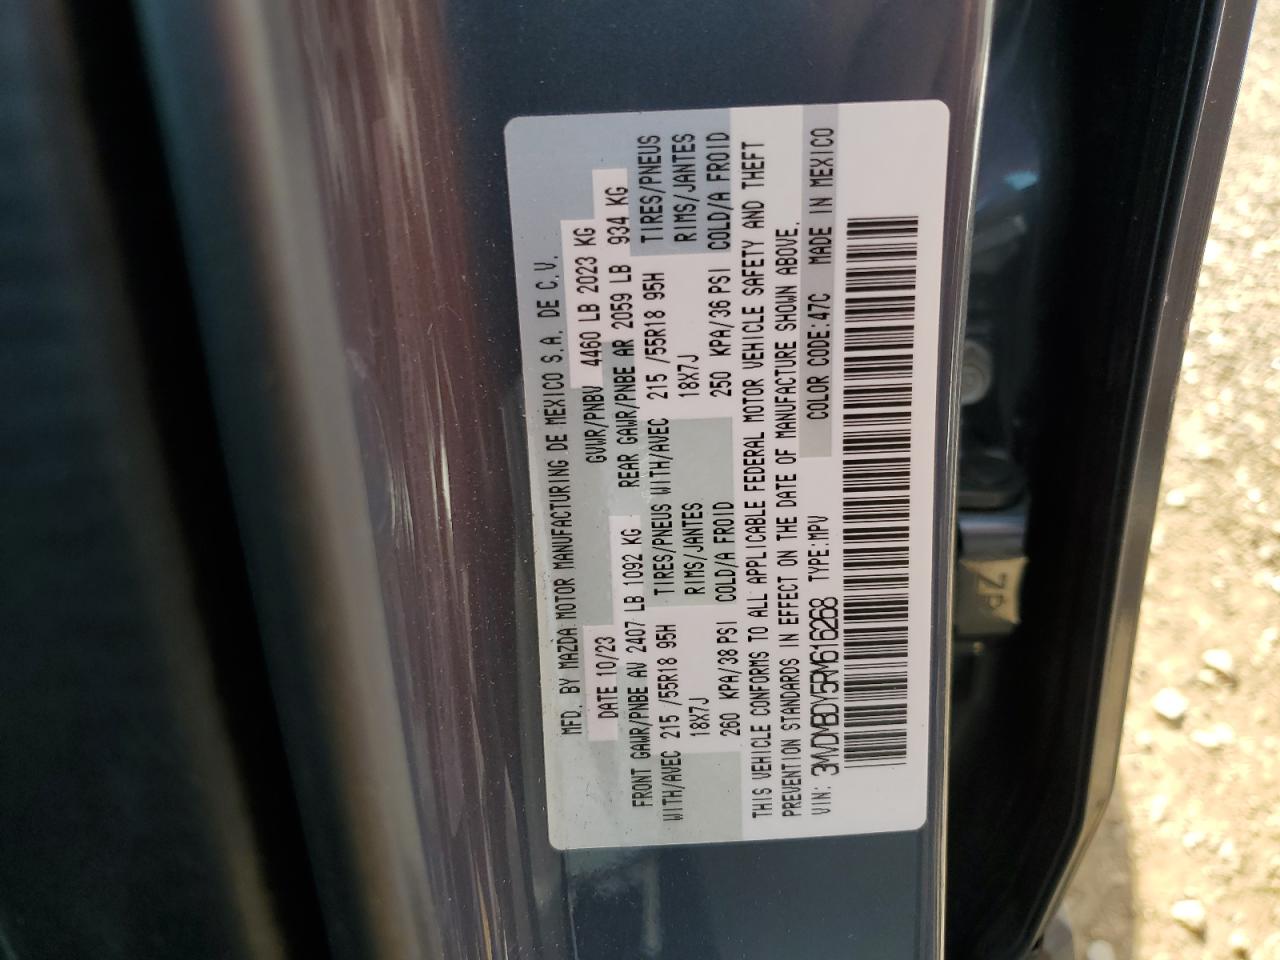 MFD. BY MAZDA MOTOR MANUFACTURING DE MEXICO S.A. DE C.V.
DATE 10/23 GVWR/PNBV 4460 LB 2023 KG
FRONT GAWR/PNBE AV 2407 LB 1092 KG REAR GAWR/PNBE AR 2059 LB 934 KG
WITH/AVEC 215 /55R18 95H TIRES/PNEUS WITH/AVEC 215 /55R18 95H TIRES/PNEUS
18X7J RIMS/JANTES 18X7J RIMS/JANTES
260 KPA/38 PSI COLD/A FROID 250 KPA/36 PSI COLD/A FROID
THIS VEHICLE CONFORMS TO ALL APPLICABLE FEDERAL MOTOR VEHICLE SAFETY AND THEFT
PREVENTION STANDARDS IN EFFECT ON THE DATE OF MANUFACTURE SHOWN ABOVE.
VIN: 3MVDMBDY5RM616268 TYPE:MPV COLOR CODE:47C MADE IN MEXICO
ZP